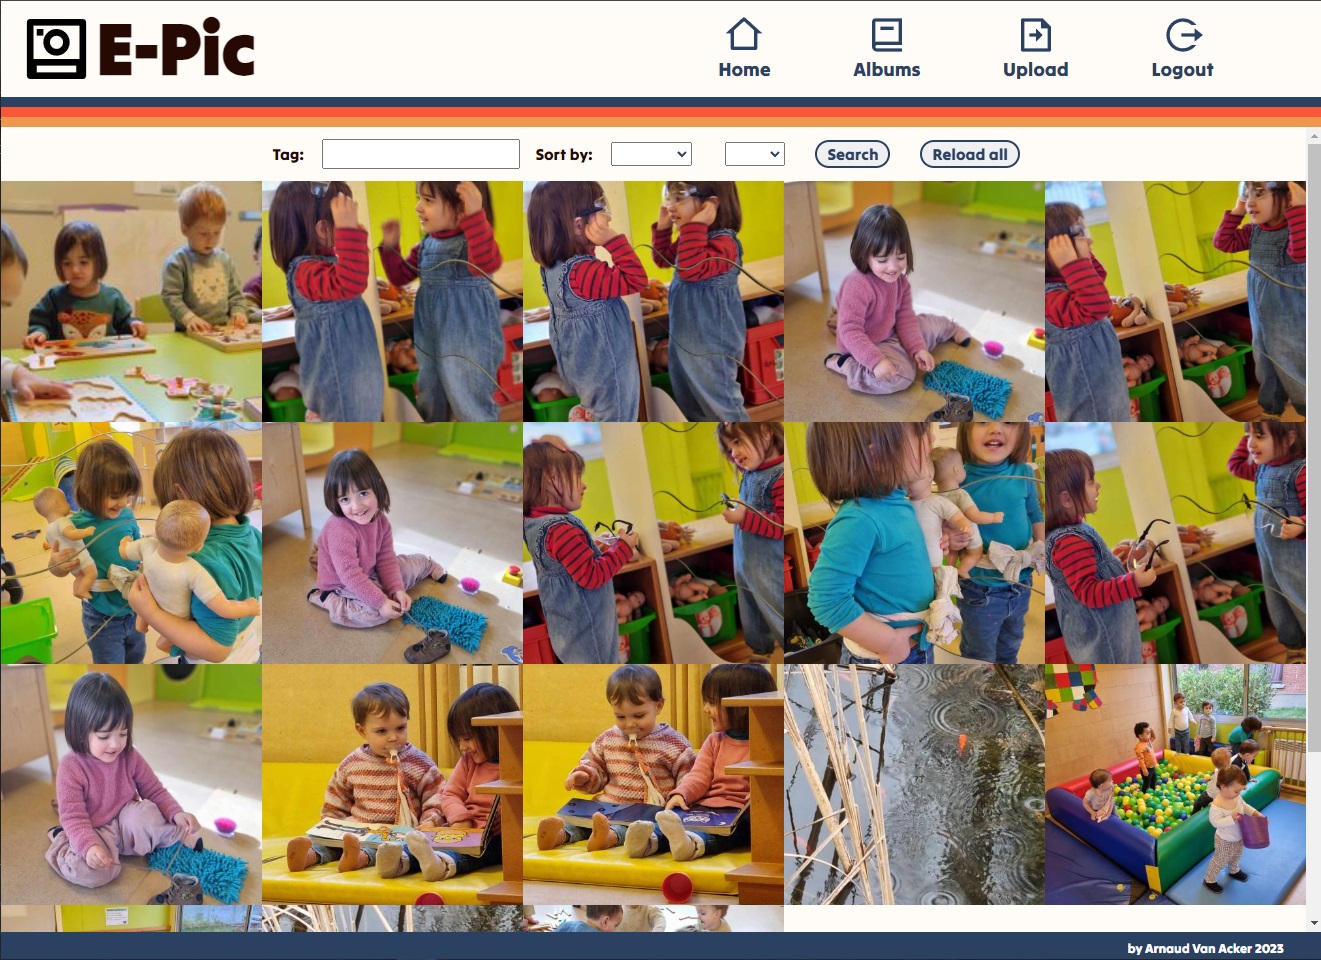 E-Pic
Home Albums Upload Logout
Tag: Sort by: Search Reload all
by Arnaud Van Acker 2023